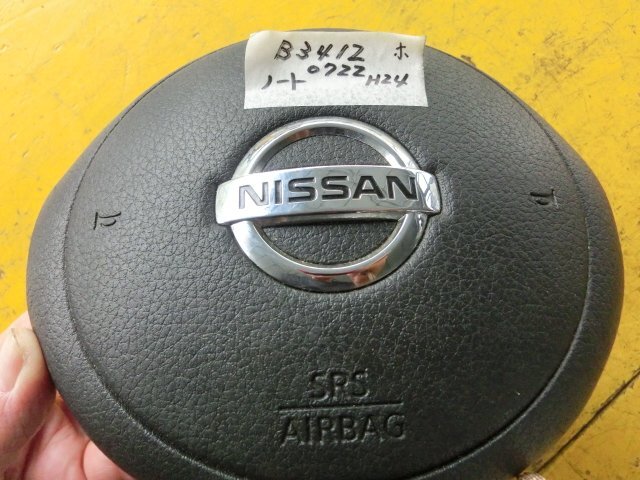 B3412 ホ
ノート 0722 H24
NISSAN
SRS
AIRBAG